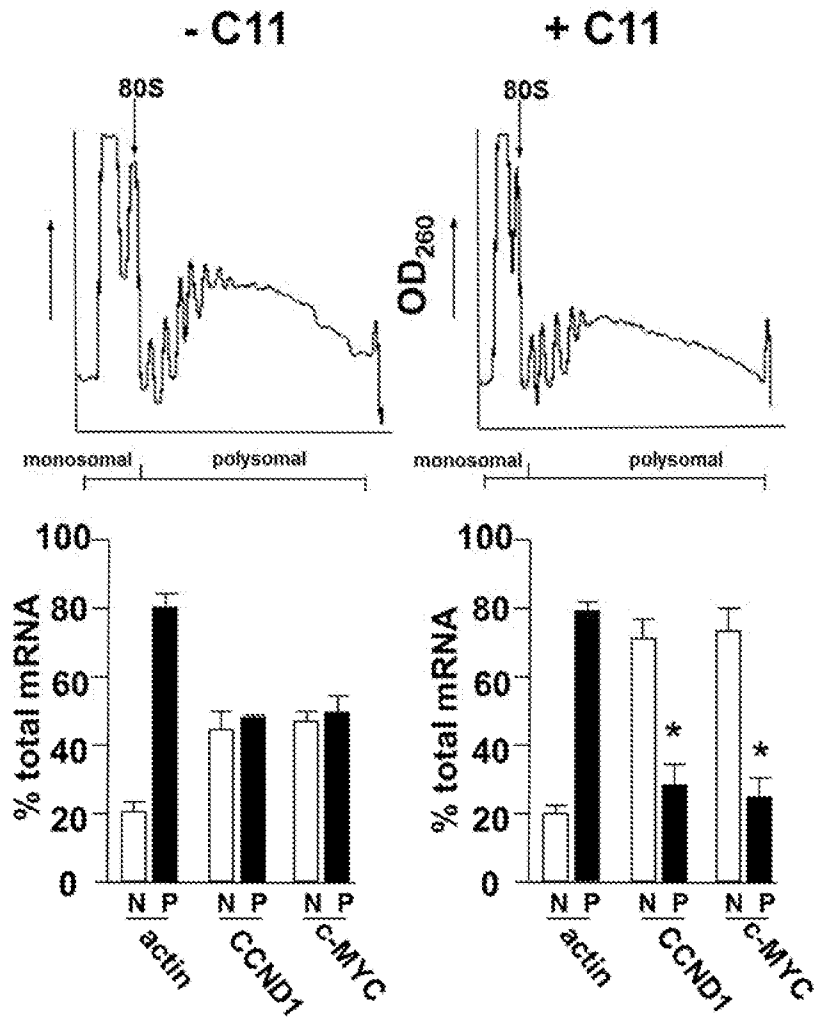 - C11
+ C11
80S
80S
OD260
monosomal
polysomal
monosomal
polysomal
% total mRNA
100
80
60
40
20
0
N P N P N P
actin
CCND1
c-MYC
% total mRNA
100
80
60
40
20
0
*
*
N P N P N P
actin
CCND1
c-MYC